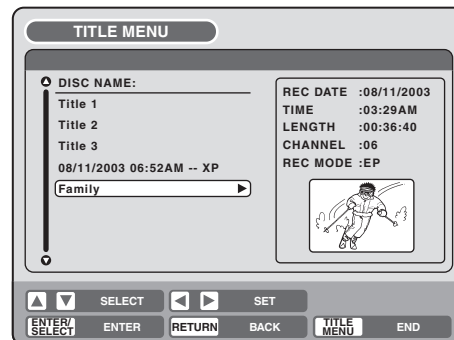 TITLE MENU
DISC NAME:
Title 1
Title 2
Title 3
08/11/2003 06:52AM -- XP
Family
REC DATE :08/11/2003
TIME :03:29AM
LENGTH :00:36:40
CHANNEL :06
REC MODE :EP
SELECT SET
ENTER/
SELECT ENTER RETURN BACK TITLE
MENU END